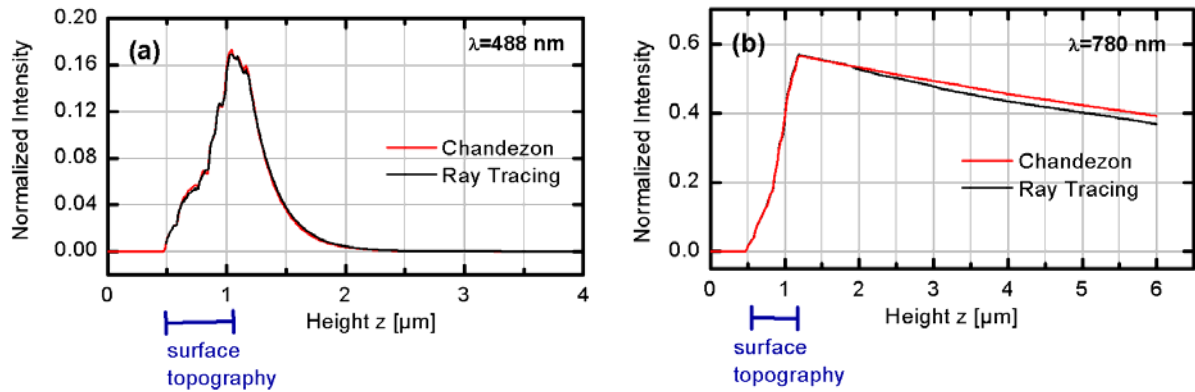 (a)
λ=488 nm
Normalized Intensity
0.20
0.16
0.12
0.08
0.04
0.00
Chandezon
Ray Tracing
0 1 2 3 4
Height z [µm]
surface
topography
(b)
λ=780 nm
Normalized Intensity
0.6
0.4
0.2
0.0
Chandezon
Ray Tracing
0 1 2 3 4 5 6
Height z [µm]
surface
topography